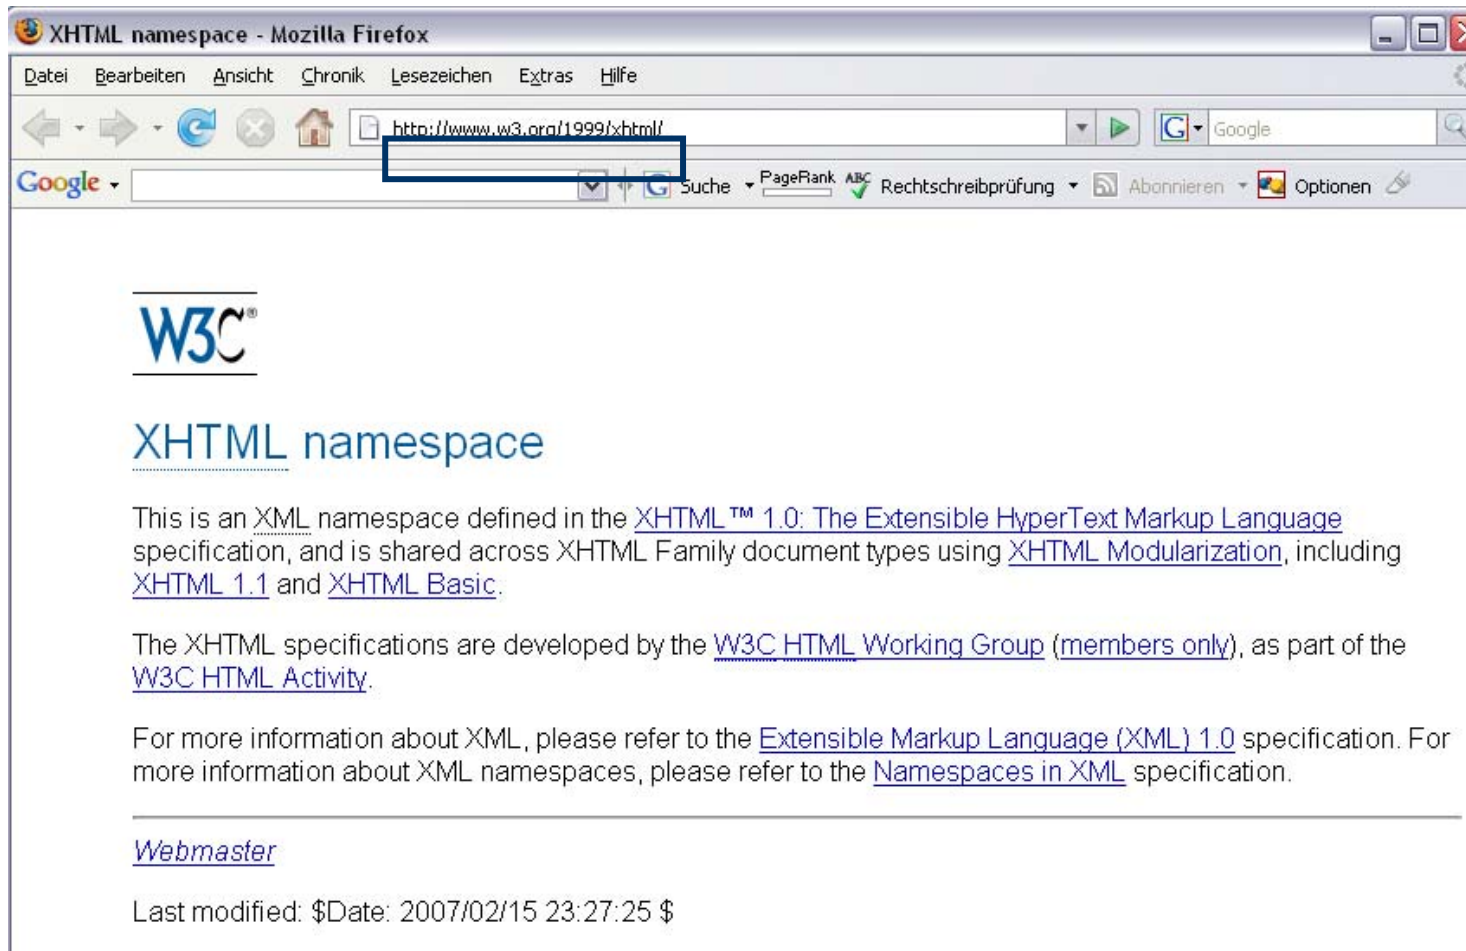 XHTML namespace - Mozilla Firefox
Datei Bearbeiten Ansicht Chronik Lesezeichen Extras Hilfe
http://www.w3.org/1999/xhtml/ G Google
Google G Suche PageRank ABC Rechtschreibprüfung Abonnieren Optionen
W3C®
XHTML namespace
This is an XML namespace defined in the XHTML™ 1.0: The Extensible HyperText Markup Language
specification, and is shared across XHTML Family document types using XHTML Modularization, including
XHTML 1.1 and XHTML Basic.
The XHTML specifications are developed by the W3C HTML Working Group (members only), as part of the
W3C HTML Activity.
For more information about XML, please refer to the Extensible Markup Language (XML) 1.0 specification. For
more information about XML namespaces, please refer to the Namespaces in XML specification.
Webmaster
Last modified: $Date: 2007/02/15 23:27:25 $